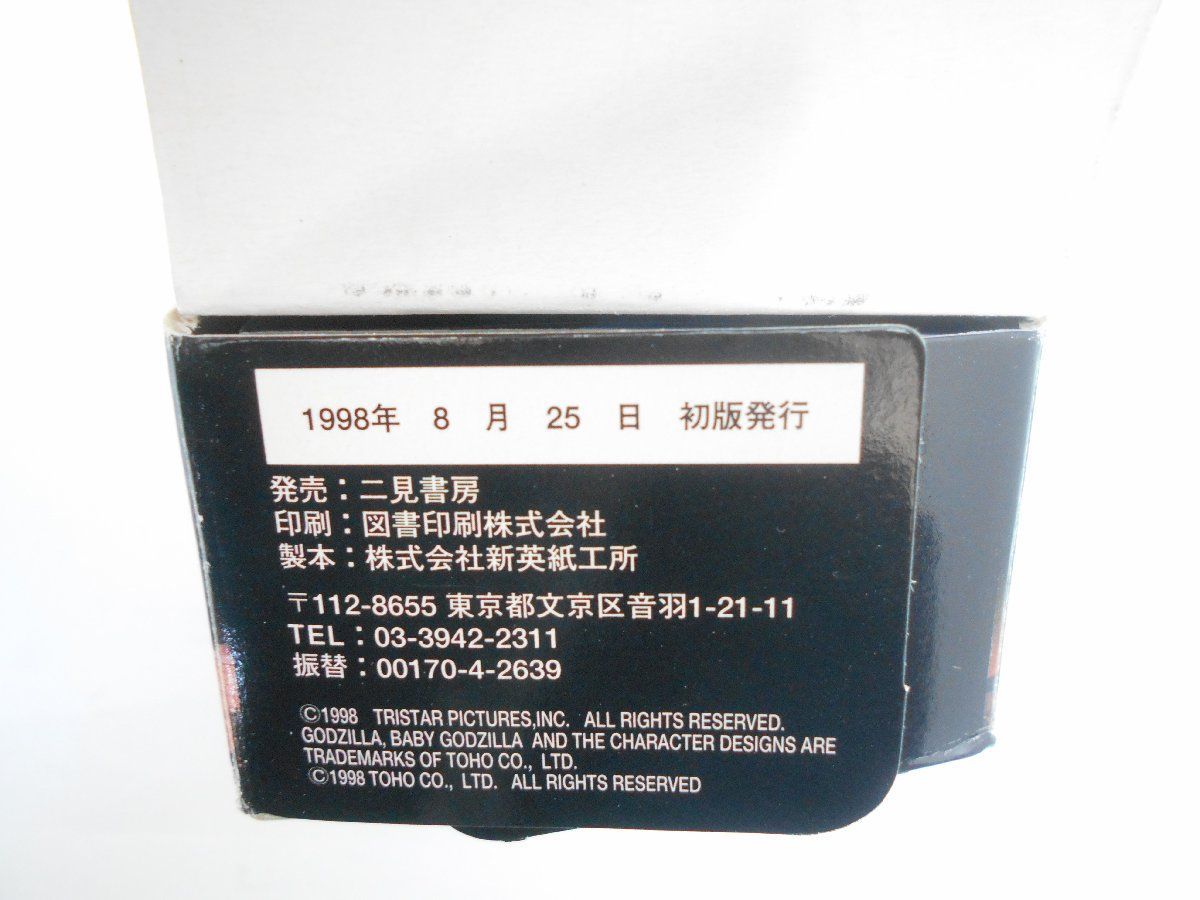 1998年 8 月 25 日 初版発行
発売：二見書房
印刷：図書印刷株式会社
製本：株式会社新英紙工所
〒112-8655 東京都文京区音羽1-21-11
TEL：03-3942-2311
振替：00170-4-2639
©1998 TRISTAR PICTURES,INC. ALL RIGHTS RESERVED.
GODZILLA, BABY GODZILLA AND THE CHARACTER DESIGNS ARE
TRADEMARKS OF TOHO CO., LTD.
©1998 TOHO CO., LTD. ALL RIGHTS RESERVED